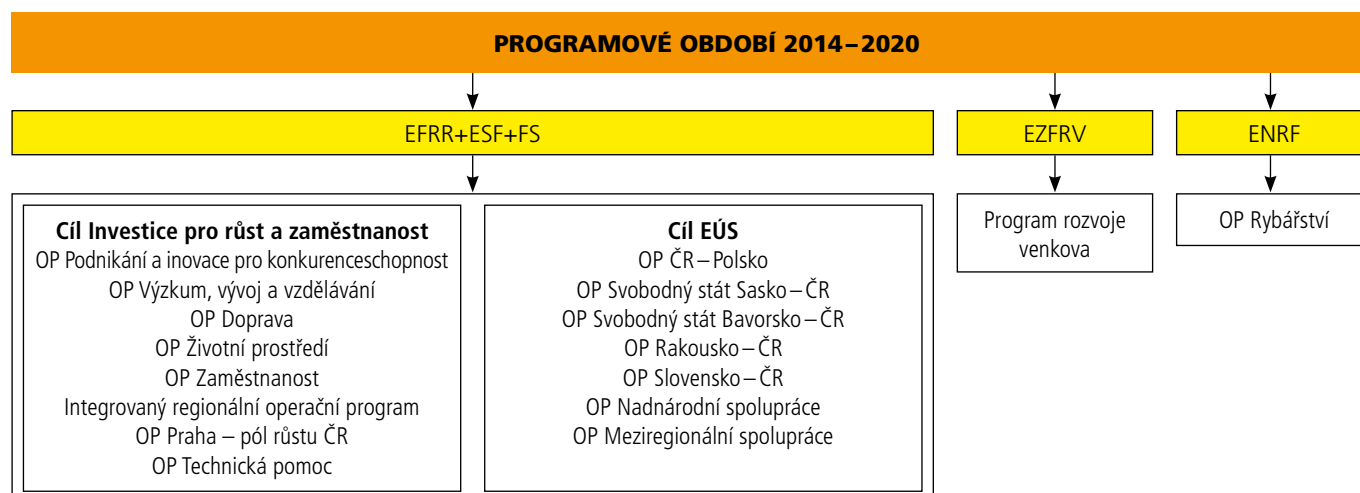 PROGRAMOVÉ OBDOBÍ 2014–2020
EFRR+ESF+FS
EZFRV
ENRF
Cíl Investice pro růst a zaměstnanost
OP Podnikání a inovace pro konkurenceschopnost
OP Výzkum, vývoj a vzdělávání
OP Doprava
OP Životní prostředí
OP Zaměstnanost
Integrovaný regionální operační program
OP Praha – pól růstu ČR
OP Technická pomoc
Cíl EÚS
OP ČR – Polsko
OP Svobodný stát Sasko – ČR
OP Svobodný stát Bavorsko – ČR
OP Rakousko – ČR
OP Slovensko – ČR
OP Nadnárodní spolupráce
OP Meziregionální spolupráce
Program rozvoje
venkova
OP Rybářství